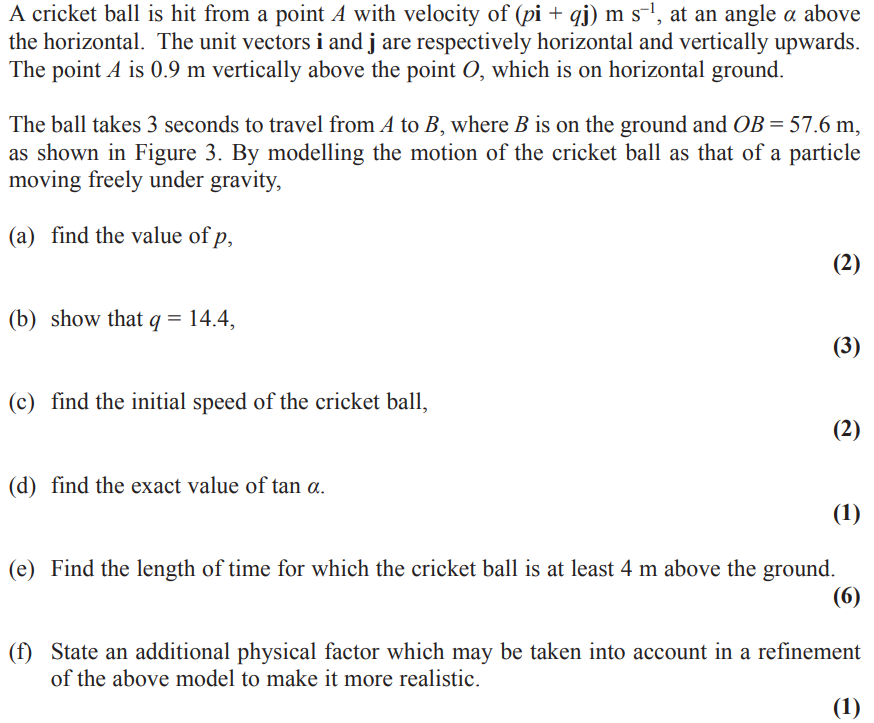 A cricket ball is hit from a point A with velocity of (pi + qj) m s⁻¹, at an angle α above
the horizontal. The unit vectors i and j are respectively horizontal and vertically upwards.
The point A is 0.9 m vertically above the point O, which is on horizontal ground.
The ball takes 3 seconds to travel from A to B, where B is on the ground and OB = 57.6 m,
as shown in Figure 3. By modelling the motion of the cricket ball as that of a particle
moving freely under gravity,
(a) find the value of p,
(2)
(b) show that q = 14.4,
(3)
(c) find the initial speed of the cricket ball,
(2)
(d) find the exact value of tan α.
(1)
(e) Find the length of time for which the cricket ball is at least 4 m above the ground.
(6)
(f) State an additional physical factor which may be taken into account in a refinement
of the above model to make it more realistic.
(1)